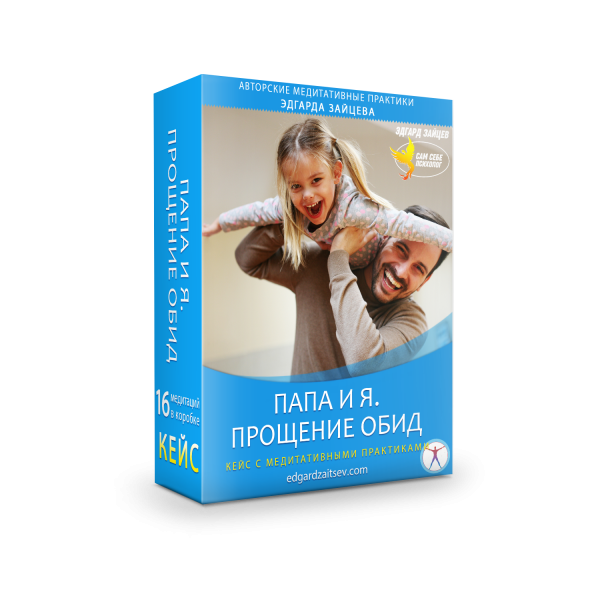 АВТОРСКИЕ МЕДИТАТИВНЫЕ ПРАКТИКИ
ЭДГАРДА ЗАЙЦЕВА
ЭДГАРД ЗАЙЦЕВ
САМ СЕБЕ
ПСИХОЛОГ
ПАПА И Я.
ПРОЩЕНИЕ ОБИД
КЕЙС С МЕДИТАТИВНЫМИ ПРАКТИКАМИ
edgardzaitsev.com
ПАПА И Я.
ПРОЩЕНИЕ ОБИД
16 медитаций
в коробке
КЕЙС